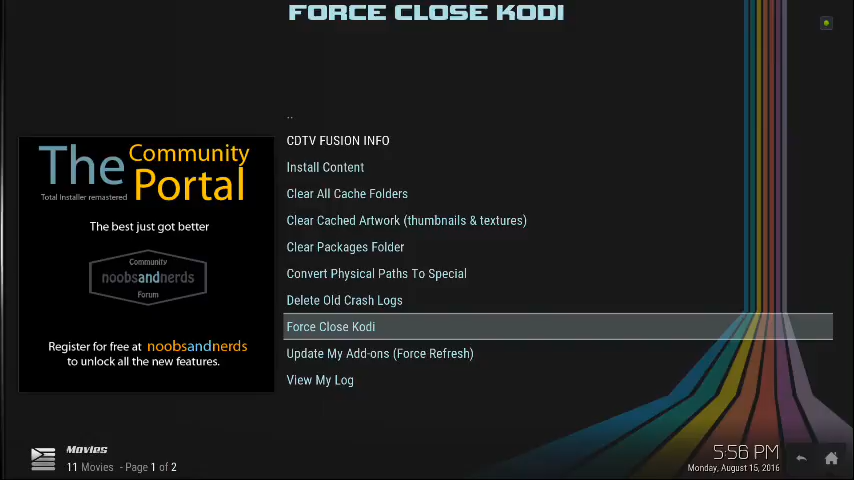 FORCE CLOSE KODI
..
CDTV FUSION INFO
Install Content
Clear All Cache Folders
Clear Cached Artwork (thumbnails & textures)
Clear Packages Folder
Convert Physical Paths To Special
Delete Old Crash Logs
Force Close Kodi
Update My Add-ons (Force Refresh)
View My Log
The Community
Portal
Total Installer remastered
The best just got better
Community
noobsandnerds
Forum
Register for free at noobsandnerds
to unlock all the new features.
Movies
11 Movies - Page 1 of 2
5:56 PM
Monday, August 15, 2016